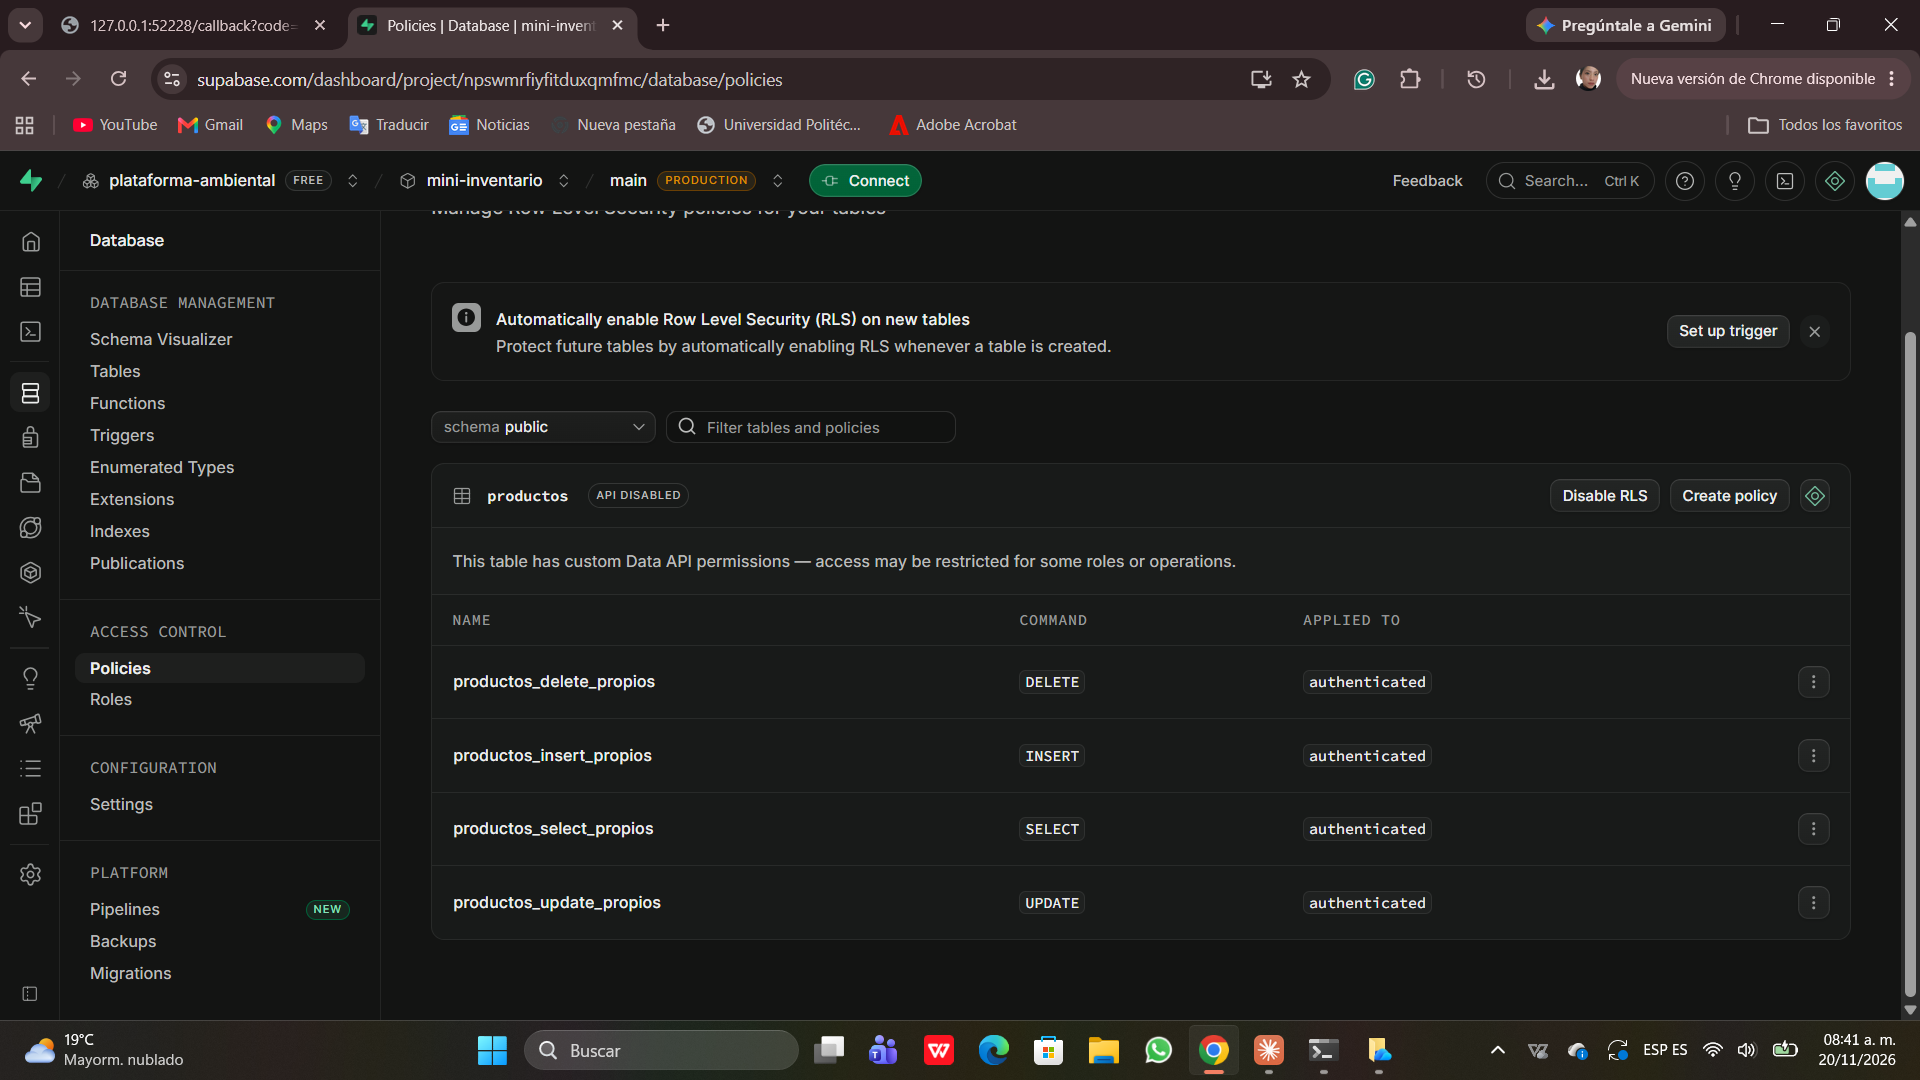 127.0.0.1:52228/callback?code=
Policies | Database | mini-invent
Pregúntale a Gemini
supabase.com/dashboard/project/npswmrfiyfitduxqmfmc/database/policies
Nueva versión de Chrome disponible
YouTube
Gmail
Maps
Traducir
Noticias
Nueva pestaña
Universidad Politéc...
Adobe Acrobat
Todos los favoritos
plataforma-ambiental FREE
mini-inventario
main PRODUCTION
Connect
Feedback
Search... Ctrl K
Database
DATABASE MANAGEMENT
Schema Visualizer
Tables
Functions
Triggers
Enumerated Types
Extensions
Indexes
Publications
ACCESS CONTROL
Policies
Roles
CONFIGURATION
Settings
PLATFORM
Pipelines NEW
Backups
Migrations
Manage Row Level Security policies for your tables
Automatically enable Row Level Security (RLS) on new tables
Protect future tables by automatically enabling RLS whenever a table is created.
Set up trigger
schema public
Filter tables and policies
productos API DISABLED
Disable RLS
Create policy
This table has custom Data API permissions — access may be restricted for some roles or operations.
NAME COMMAND APPLIED TO
productos_delete_propios DELETE authenticated
productos_insert_propios INSERT authenticated
productos_select_propios SELECT authenticated
productos_update_propios UPDATE authenticated
19°C
Mayorm. nublado
Buscar
ESP ES
08:41 a. m.
20/11/2026